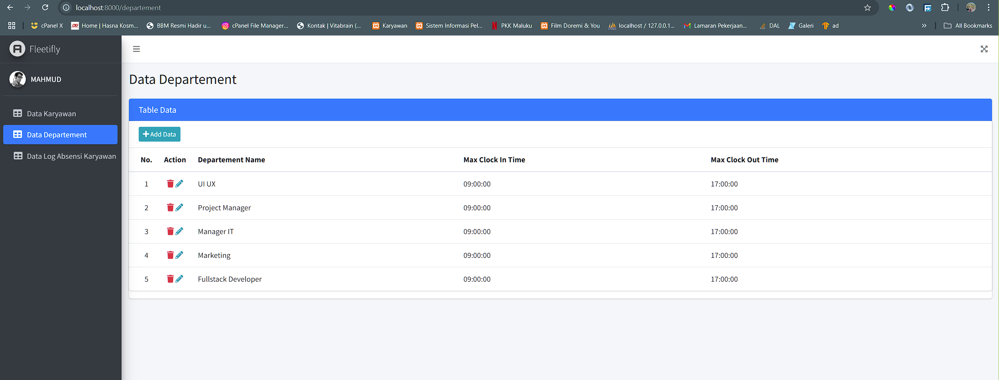 localhost:8000/departement
cPanel X Home | Hasna Kosm... BBM Resmi Hadir u... cPanel File Manager... Kontak | Vitabrain (... Karyawan Sistem Informasi Pel... PKK Maluku Film Doremi & You localhost / 127.0.0.1... Lamaran Pekerjaan... DAL Galeri ad » All Bookmarks
Fleetifly
MAHMUD
Data Karyawan
Data Departement
Data Log Absensi Karyawan
Data Departement
Table Data
Add Data
No. Action Departement Name Max Clock In Time Max Clock Out Time
1 UI UX 09:00:00 17:00:00
2 Project Manager 09:00:00 17:00:00
3 Manager IT 09:00:00 17:00:00
4 Marketing 09:00:00 17:00:00
5 Fullstack Developer 09:00:00 17:00:00